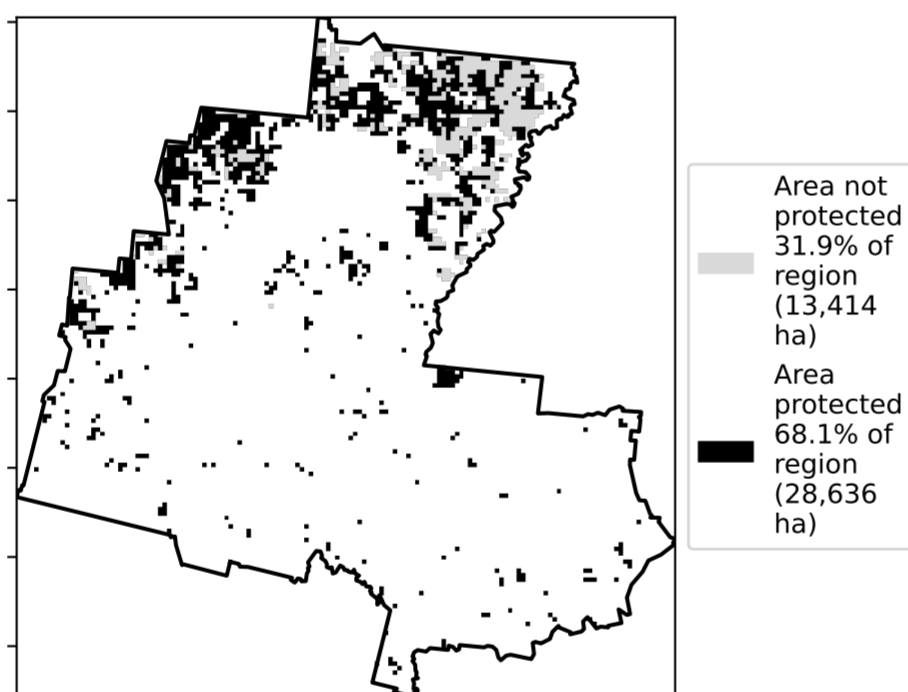 Area not
protected
31.9% of
region
(13,414
ha)
Area
protected
68.1% of
region
(28,636
ha)